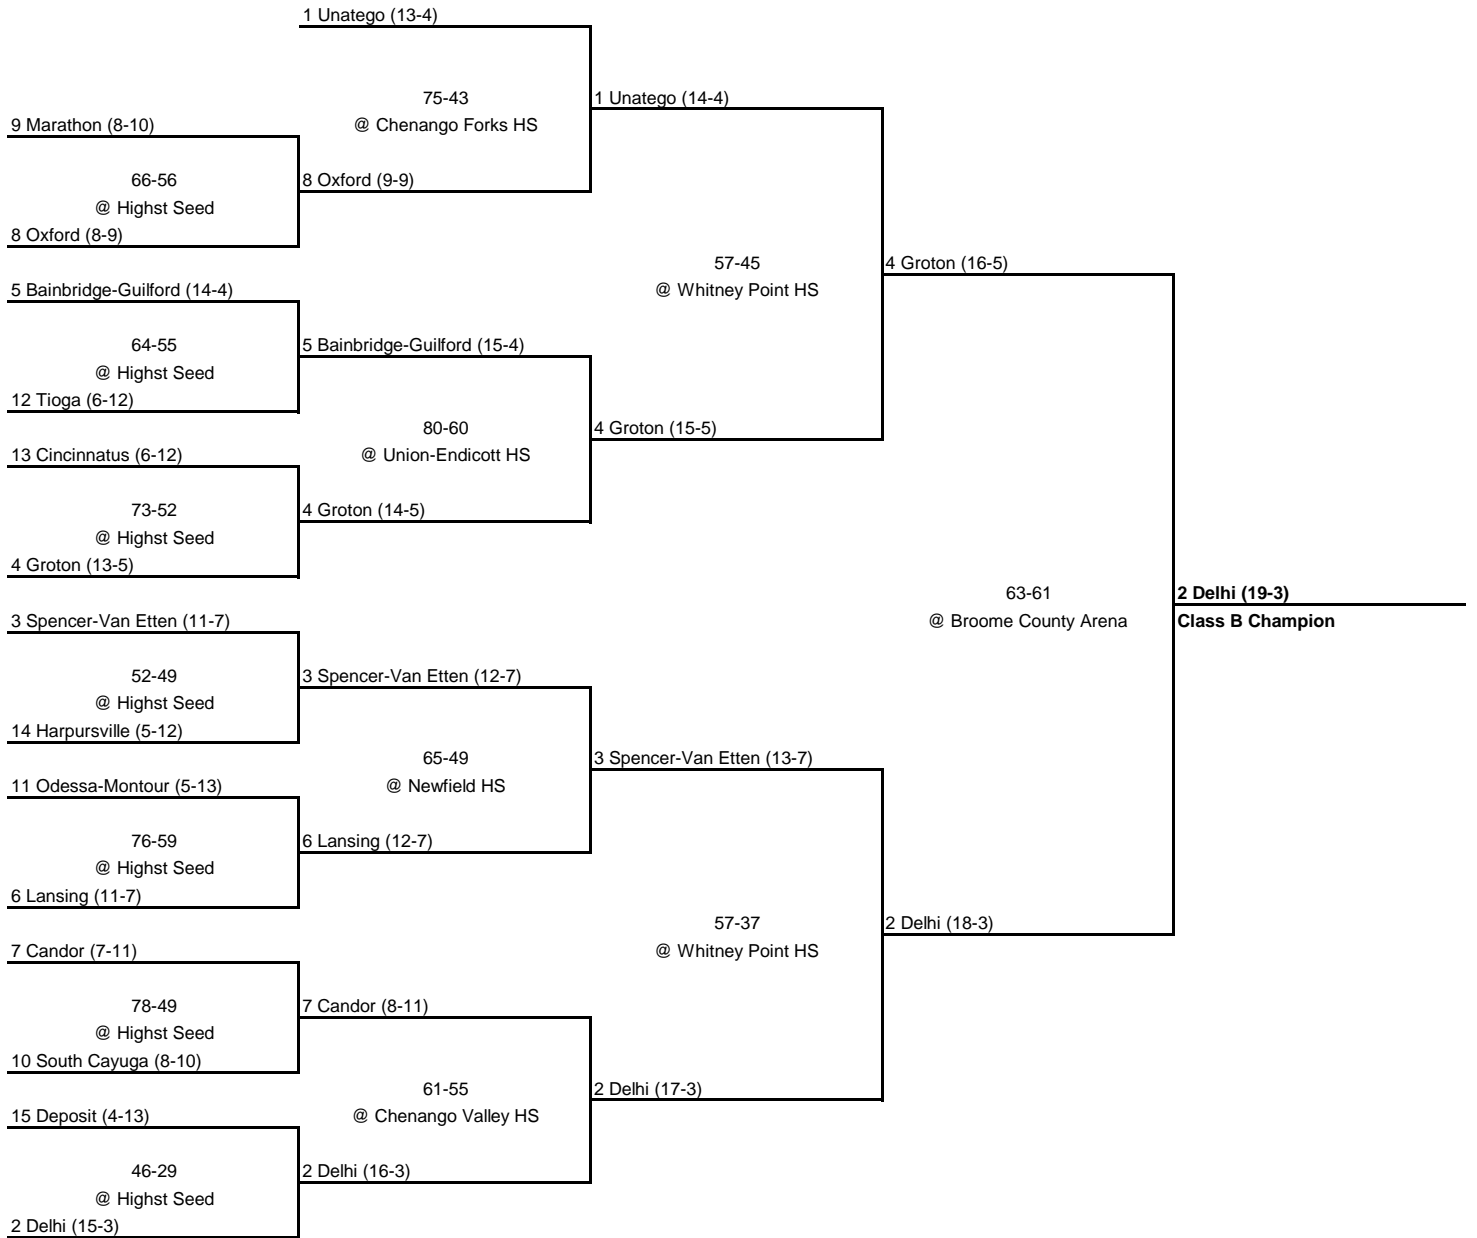 1 Unatego (13-4)
75-43
@ Chenango Forks HS
1 Unatego (14-4)
9 Marathon (8-10)
66-56
@ Highst Seed
8 Oxford (9-9)
8 Oxford (8-9)
57-45
@ Whitney Point HS
4 Groton (16-5)
5 Bainbridge-Guilford (14-4)
64-55
@ Highst Seed
5 Bainbridge-Guilford (15-4)
12 Tioga (6-12)
80-60
@ Union-Endicott HS
4 Groton (15-5)
13 Cincinnatus (6-12)
73-52
@ Highst Seed
4 Groton (14-5)
4 Groton (13-5)
63-61
@ Broome County Arena
2 Delhi (19-3)
Class B Champion
3 Spencer-Van Etten (11-7)
52-49
@ Highst Seed
3 Spencer-Van Etten (12-7)
14 Harpursville (5-12)
65-49
@ Newfield HS
3 Spencer-Van Etten (13-7)
11 Odessa-Montour (5-13)
76-59
@ Highst Seed
6 Lansing (12-7)
6 Lansing (11-7)
57-37
@ Whitney Point HS
2 Delhi (18-3)
7 Candor (7-11)
78-49
@ Highst Seed
7 Candor (8-11)
10 South Cayuga (8-10)
61-55
@ Chenango Valley HS
2 Delhi (17-3)
15 Deposit (4-13)
46-29
@ Highst Seed
2 Delhi (16-3)
2 Delhi (15-3)